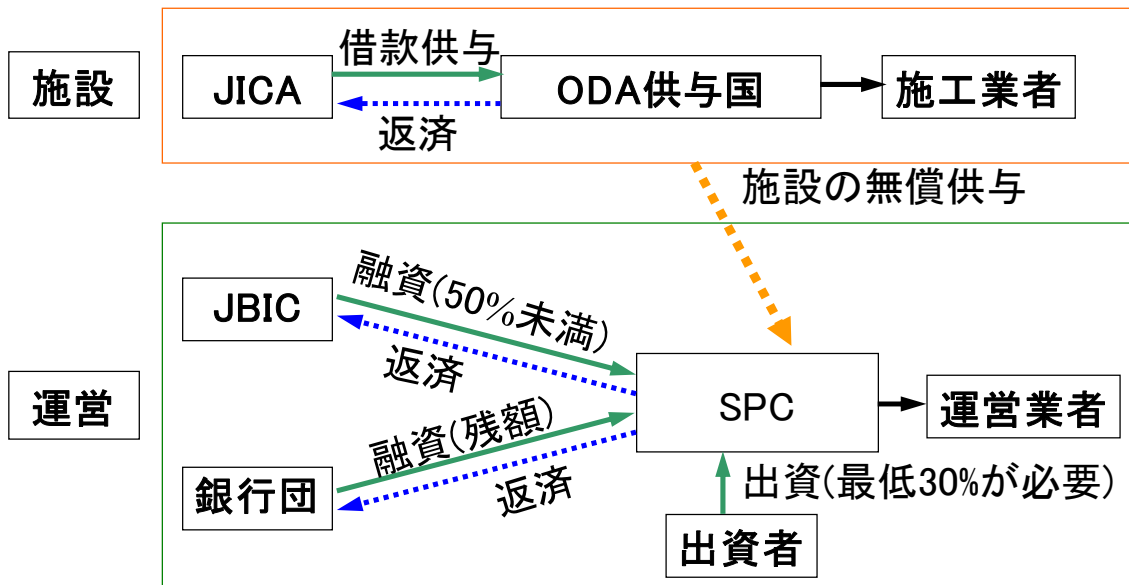 施設
JICA
借款供与
返済
ODA供与国
施工業者
施設の無償供与
運営
JBIC
融資(50%未満)
返済
SPC
運営業者
銀行団
融資(残額)
返済
出資(最低30%が必要)
出資者